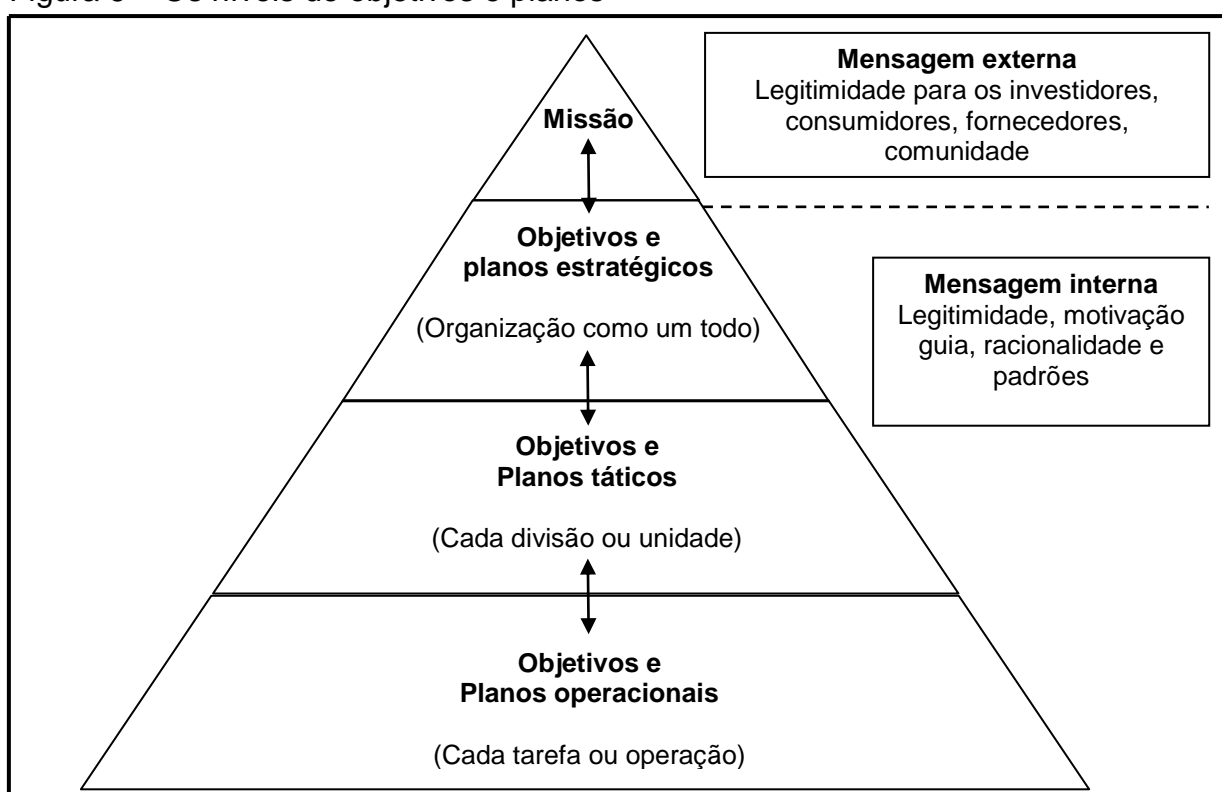 Missão
Mensagem externa
Legitimidade para os investidores,
consumidores, fornecedores,
comunidade
Objetivos e
planos estratégicos
(Organização como um todo)
Mensagem interna
Legitimidade, motivação
guia, racionalidade e
padrões
Objetivos e
Planos táticos
(Cada divisão ou unidade)
Objetivos e
Planos operacionais
(Cada tarefa ou operação)